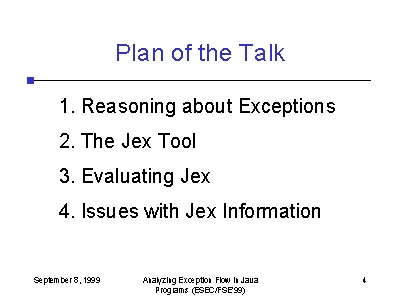 Plan of the Talk
1. Reasoning about Exceptions
2. The Jex Tool
3. Evaluating Jex
4. Issues with Jex Information
September 8, 1999
Analyzing Exception Flow in Java
Programs (ESEC/FSE'99)
4